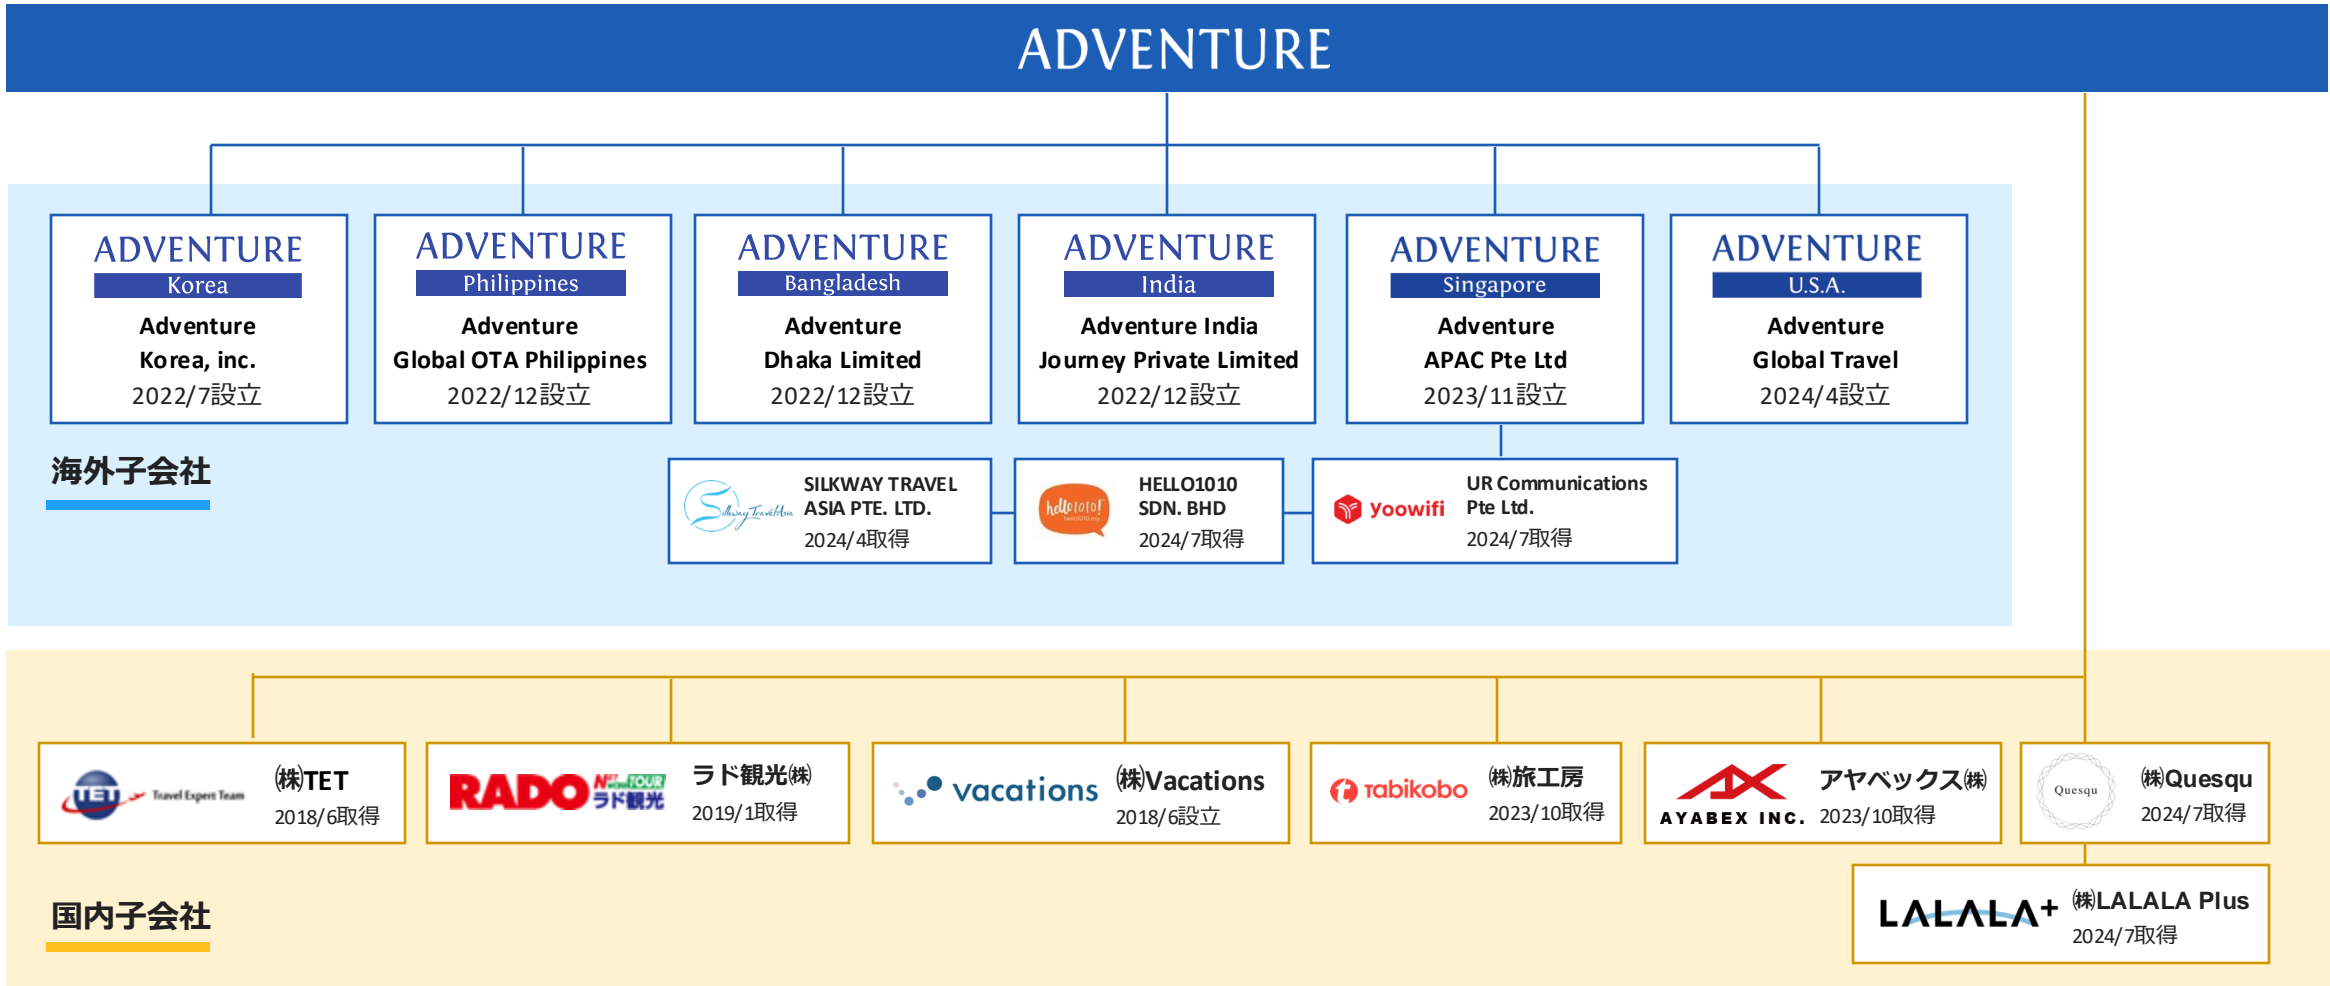 ADVENTURE
ADVENTURE
Korea
Adventure
Korea, inc.
2022/7設立
ADVENTURE
Philippines
Adventure
Global OTA Philippines
2022/12設立
ADVENTURE
Bangladesh
Adventure
Dhaka Limited
2022/12設立
ADVENTURE
India
Adventure India
Journey Private Limited
2022/12設立
ADVENTURE
Singapore
Adventure
APAC Pte Ltd
2023/11設立
ADVENTURE
U.S.A.
Adventure
Global Travel
2024/4設立
海外子会社
Silkway Travel Asia
SILKWAY TRAVEL
ASIA PTE. LTD.
2024/4取得
hello1010!
hello1010.my
HELLO1010
SDN. BHD
2024/7取得
Yoowifi
UR Communications
Pte Ltd.
2024/7取得
TET
Travel Expert Team
㈱TET
2018/6取得
RADO
NET WORK TOUR
ラド観光
ラド観光㈱
2019/1取得
vacations
㈱Vacations
2018/6設立
Tabikobo
㈱旅工房
2023/10取得
AYABEX INC.
アヤベックス㈱
2023/10取得
Quesqu
㈱Quesqu
2024/7取得
国内子会社
LALALA+
㈱LALALA Plus
2024/7取得